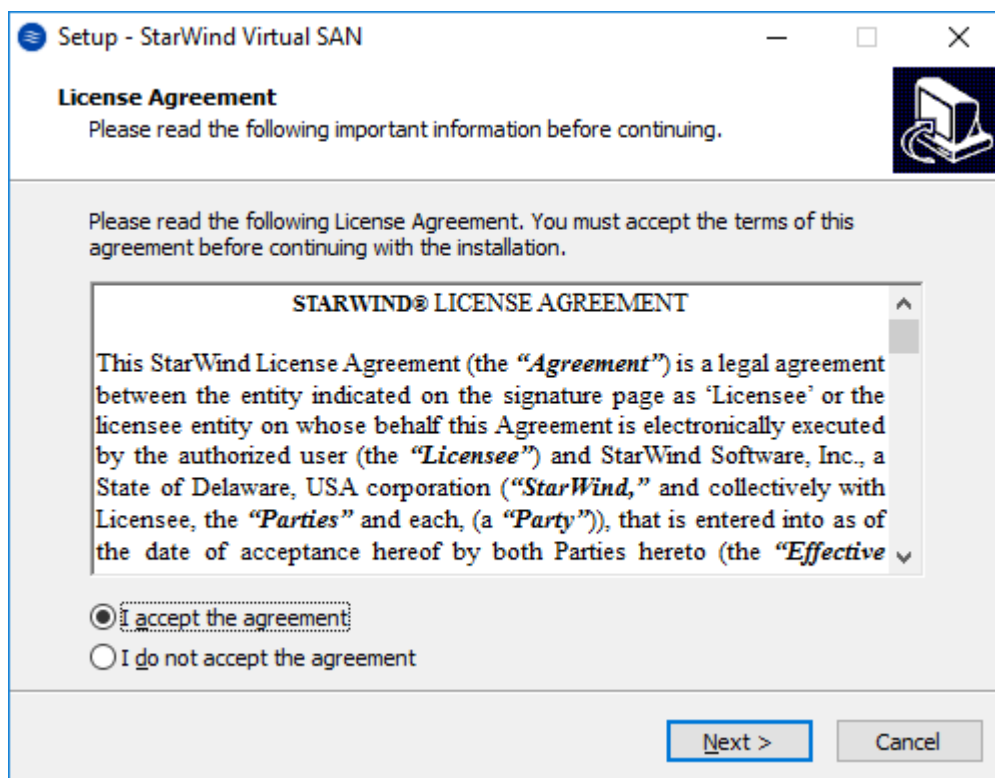 Setup - StarWind Virtual SAN
License Agreement
Please read the following important information before continuing.
Please read the following License Agreement. You must accept the terms of this
agreement before continuing with the installation.
STARWIND® LICENSE AGREEMENT
This StarWind License Agreement (the “Agreement”) is a legal agreement
between the entity indicated on the signature page as ‘Licensee’ or the
licensee entity on whose behalf this Agreement is electronically executed
by the authorized user (the “Licensee”) and StarWind Software, Inc., a
State of Delaware, USA corporation (“StarWind,” and collectively with
Licensee, the “Parties” and each, (a “Party”)), that is entered into as of
the date of acceptance hereof by both Parties hereto (the “Effective
I accept the agreement
I do not accept the agreement
Next >
Cancel